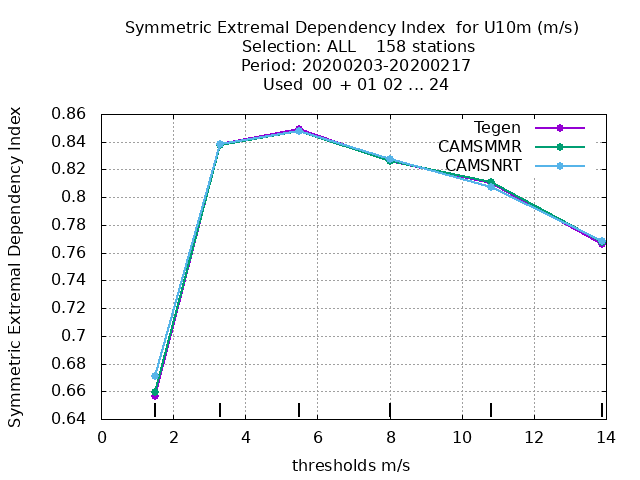 Symmetric Extremal Dependency Index  for U10m (m/s)
Selection: ALL    158 stations
Period: 20200203-20200217
Used  00 + 01 02 ... 24
Symmetric Extremal Dependency Index
0.86
0.84
0.82
0.8
0.78
0.76
0.74
0.72
0.7
0.68
0.66
0.64
Tegen
CAMSMMR
CAMSNRT
0 2 4 6 8 10 12 14
thresholds m/s